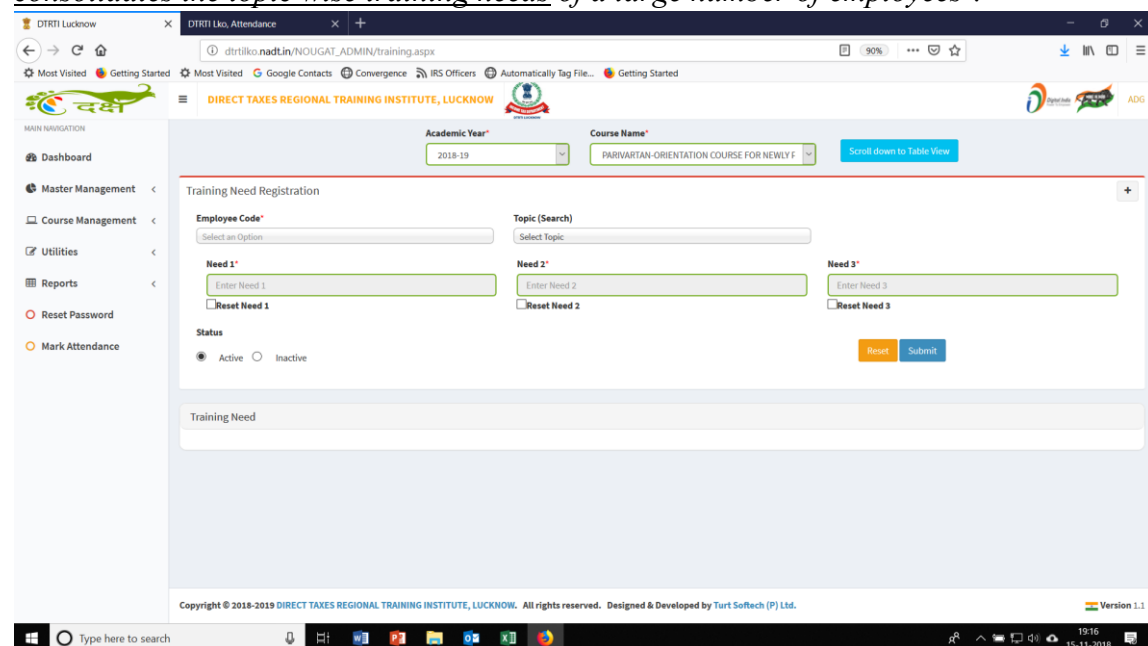 consolidates the topic wise training needs of a large number of employees".
DTRTI Lucknow
DTRTI Lko, Attendance
dtrtilko.nadt.in/NOUGAT_ADMIN/training.aspx
90%
Most Visited Getting Started Most Visited Google Contacts Convergence IRS Officers Automatically Tag File... Getting Started
दक्ष
DIRECT TAXES REGIONAL TRAINING INSTITUTE, LUCKNOW
ADG
MAIN NAVIGATION
Dashboard
Master Management
Course Management
Utilities
Reports
Reset Password
Mark Attendance
Academic Year* Course Name*
2018-19 PARIVARTAN-ORIENTATION COURSE FOR NEWLY F Scroll down to Table View
Training Need Registration
Employee Code* Topic (Search)
Select an Option Select Topic
Need 1* Need 2* Need 3*
Enter Need 1 Enter Need 2 Enter Need 3
Reset Need 1 Reset Need 2 Reset Need 3
Status
Active Inactive Reset Submit
Training Need
Copyright © 2018-2019 DIRECT TAXES REGIONAL TRAINING INSTITUTE, LUCKNOW. All rights reserved. Designed & Developed by Turt Softech (P) Ltd. Version 1.1
Type here to search
19:16
15-11-2018